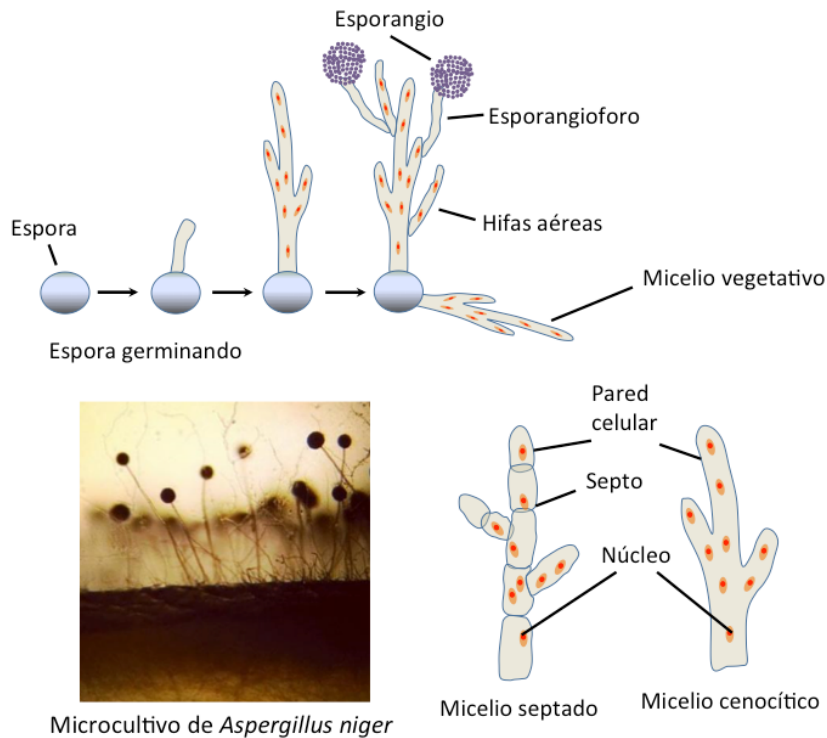 Esporangio
Esporangioforo
Hifas aéreas
Espora
Micelio vegetativo
Espora germinando
Pared
celular
Septo
Núcleo
Micelio septado
Micelio cenocítico
Microcultivo de Aspergillus niger